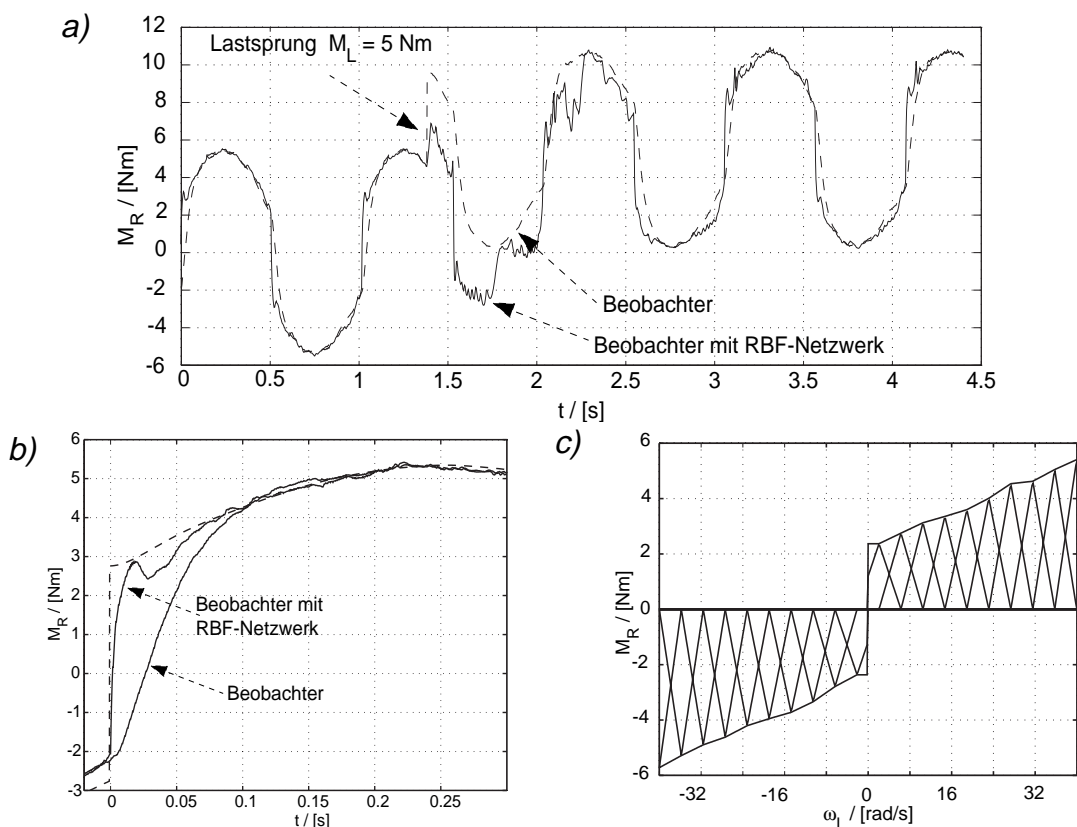 a)
12
10
8
6
4
2
0
-2
-4
-6
M_R / [Nm]
Lastsprung M_L = 5 Nm
Beobachter
Beobachter mit RBF-Netzwerk
0 0.5 1 1.5 2 2.5 3 3.5 4 4.5
t / [s]
b)
6
5
4
3
2
1
0
-1
-2
-3
M_R / [Nm]
Beobachter mit
RBF-Netzwerk
Beobachter
0 0.05 0.1 0.15 0.2 0.25
t / [s]
c)
6
4
2
0
-2
-4
-6
M_R / [Nm]
-32 -16 0 16 32
ω_L / [rad/s]